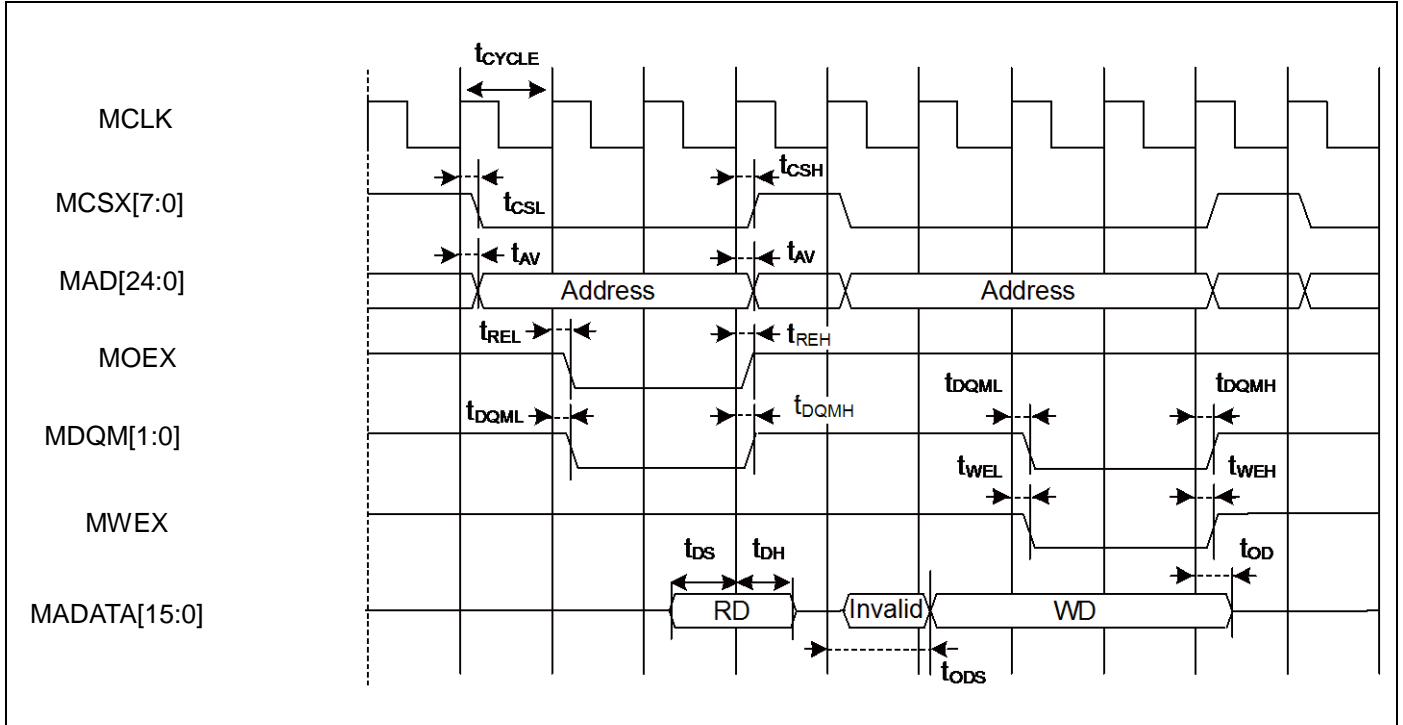 tCYCLE
MCLK
tCSH
MCSX[7:0]
tCSL
tAV
tAV
MAD[24:0]
Address
Address
tREL
tREH
MOEX
tDQML
tDQMH
tDQML
tDQMH
MDQM[1:0]
tWEL
tWEH
MWEX
tDS
tDH
tOD
MADATA[15:0]
RD
Invalid
WD
tODS